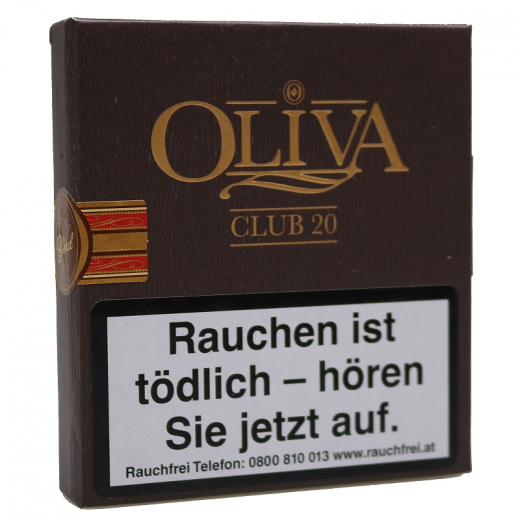 OLIVA
CLUB 20
Rauchen ist
tödlich – hören
Sie jetzt auf.
Rauchfrei Telefon: 0800 810 013 www.rauchfrei.at